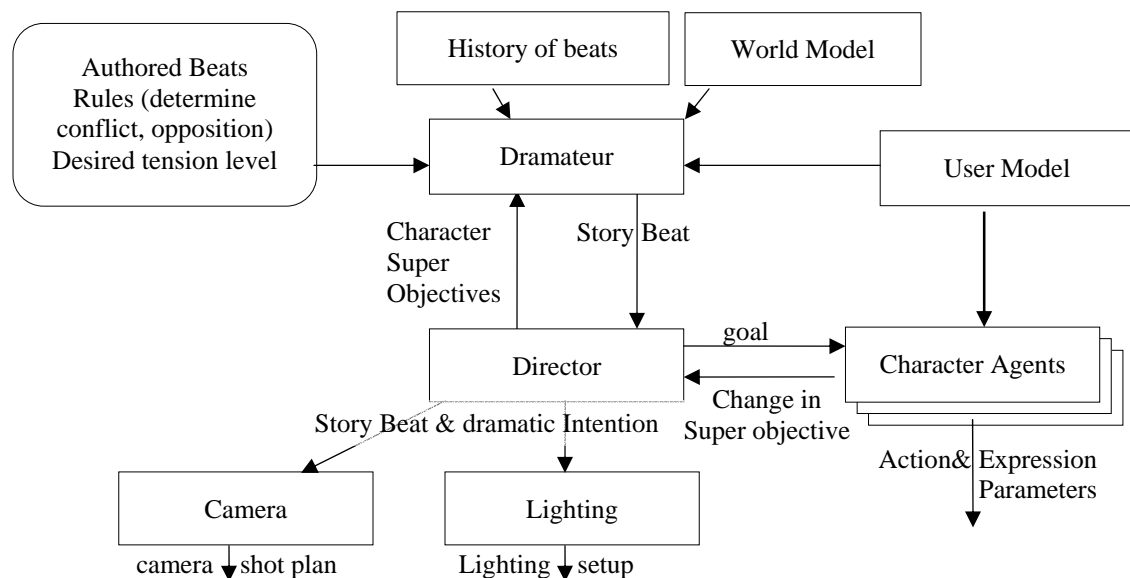 History of beats
World Model
Authored Beats
Rules (determine
conflict, opposition)
Desired tension level
Dramateur
User Model
Character
Super
Objectives
Story Beat
goal
Director
Character Agents
Change in
Super objective
Story Beat & dramatic Intention
Action& Expression
Parameters
Camera
Lighting
camera shot plan
Lighting setup